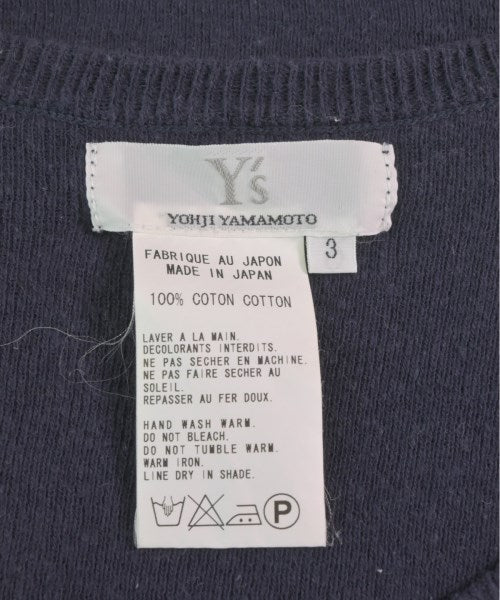 Y's
YOHJI YAMAMOTO
3
FABRIQUE AU JAPON
MADE IN JAPAN
100% COTON COTTON
LAVER A LA MAIN.
DECOLORANTS INTERDITS.
NE PAS SECHER EN MACHINE.
NE PAS FAIRE SECHER AU
SOLEIL.
REPASSER AU FER DOUX.
HAND WASH WARM.
DO NOT BLEACH.
DO NOT TUMBLE WARM.
WARM IRON.
LINE DRY IN SHADE.
P